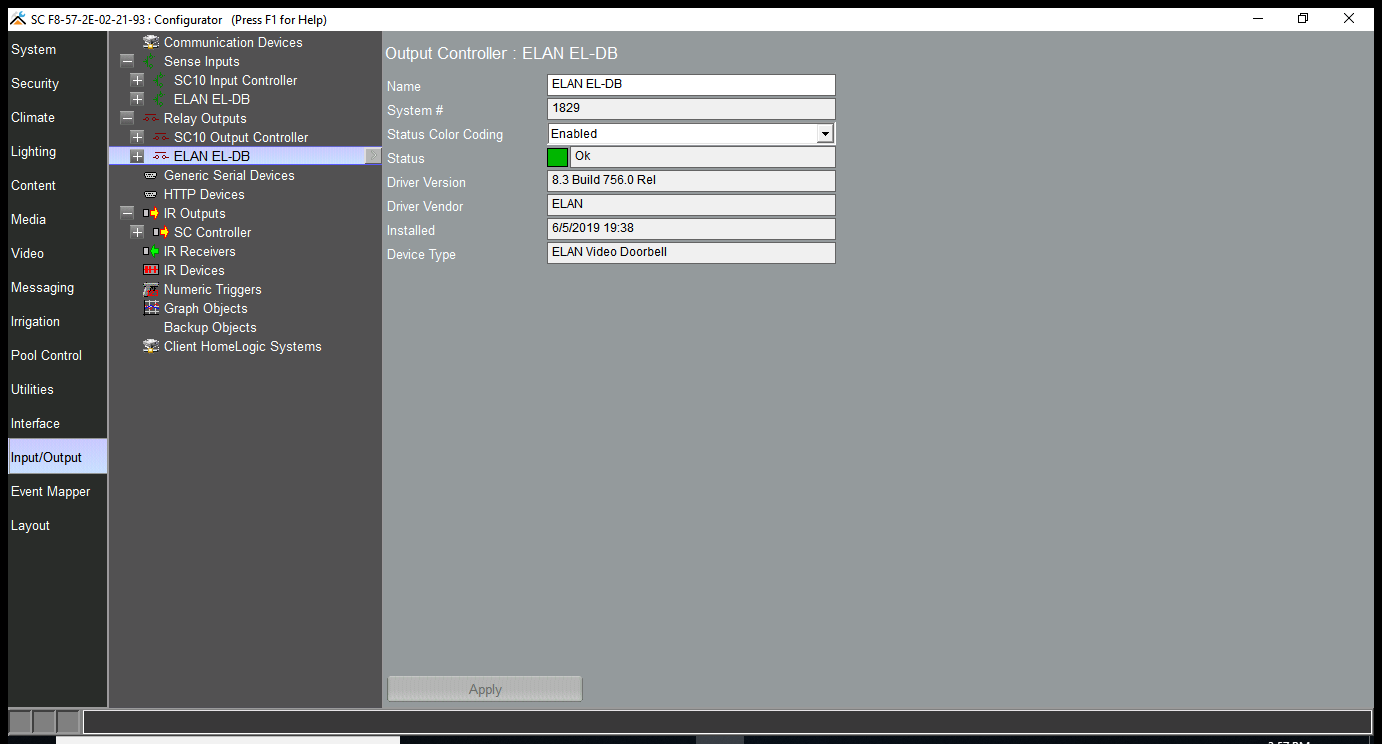 SC F8-57-2E-02-21-93 : Configurator (Press F1 for Help)
System
Security
Climate
Lighting
Content
Media
Video
Messaging
Irrigation
Pool Control
Utilities
Interface
Input/Output
Event Mapper
Layout
Communication Devices
Sense Inputs
SC10 Input Controller
ELAN EL-DB
Relay Outputs
SC10 Output Controller
ELAN EL-DB
Generic Serial Devices
HTTP Devices
IR Outputs
SC Controller
IR Receivers
IR Devices
Numeric Triggers
Graph Objects
Backup Objects
Client HomeLogic Systems
Output Controller : ELAN EL-DB
Name ELAN EL-DB
System # 1829
Status Color Coding Enabled
Status Ok
Driver Version 8.3 Build 756.0 Rel
Driver Vendor ELAN
Installed 6/5/2019 19:38
Device Type ELAN Video Doorbell
Apply